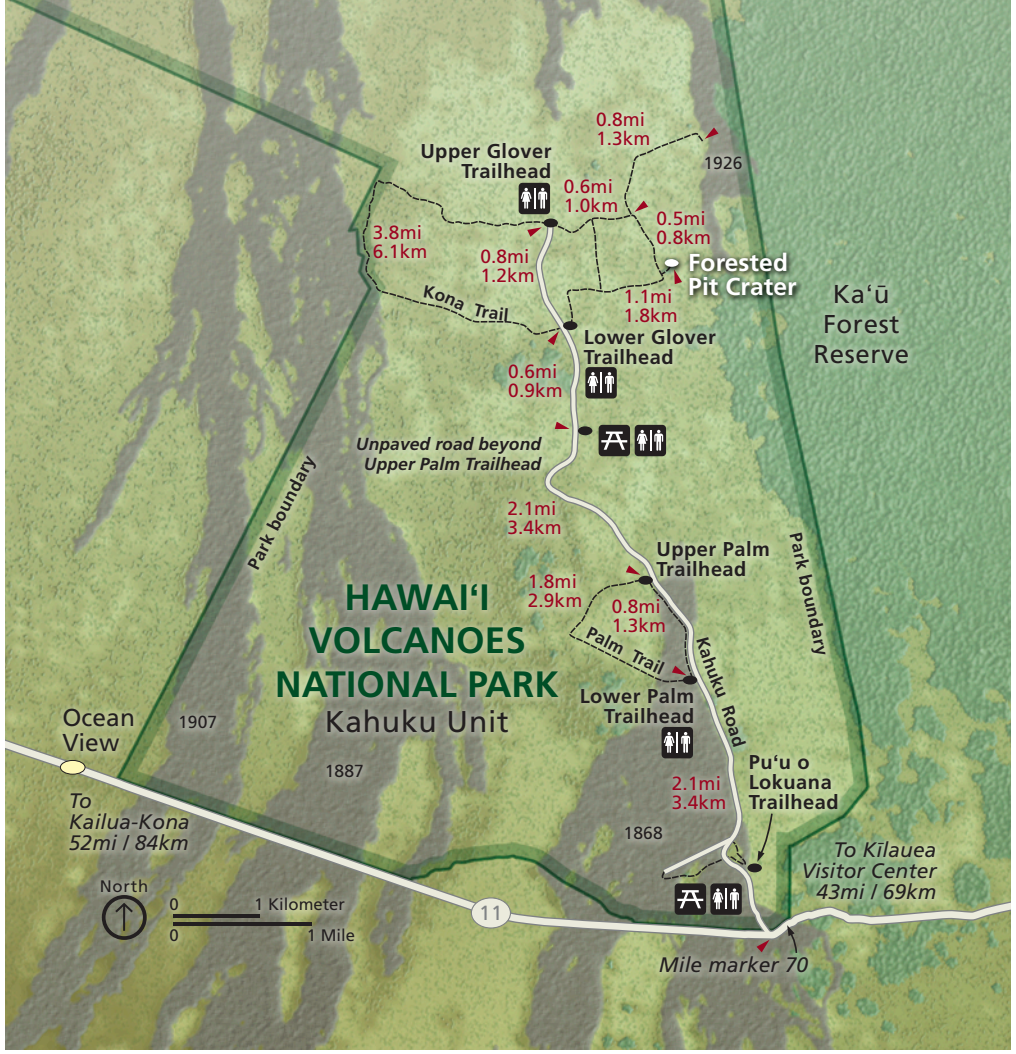 0.8mi
1.3km
1926
Upper Glover
Trailhead
0.6mi
1.0km
0.5mi
0.8km
3.8mi
6.1km
0.8mi
1.2km
Forested
Pit Crater
Kona Trail
1.1mi
1.8km
Kaʻū
Forest
Reserve
Lower Glover
Trailhead
0.6mi
0.9km
Unpaved road beyond
Upper Palm Trailhead
Park boundary
2.1mi
3.4km
Upper Palm
Trailhead
Park boundary
1.8mi
2.9km
0.8mi
1.3km
Palm Trail
Kahuku Road
HAWAIʻI
VOLCANOES
NATIONAL PARK
Kahuku Unit
Lower Palm
Trailhead
Ocean
View
1907
1887
Puʻu o
Lokuana
Trailhead
2.1mi
3.4km
To
Kailua-Kona
52mi / 84km
1868
To Kīlauea
Visitor Center
43mi / 69km
North
0 1 Kilometer
0 1 Mile
11
Mile marker 70